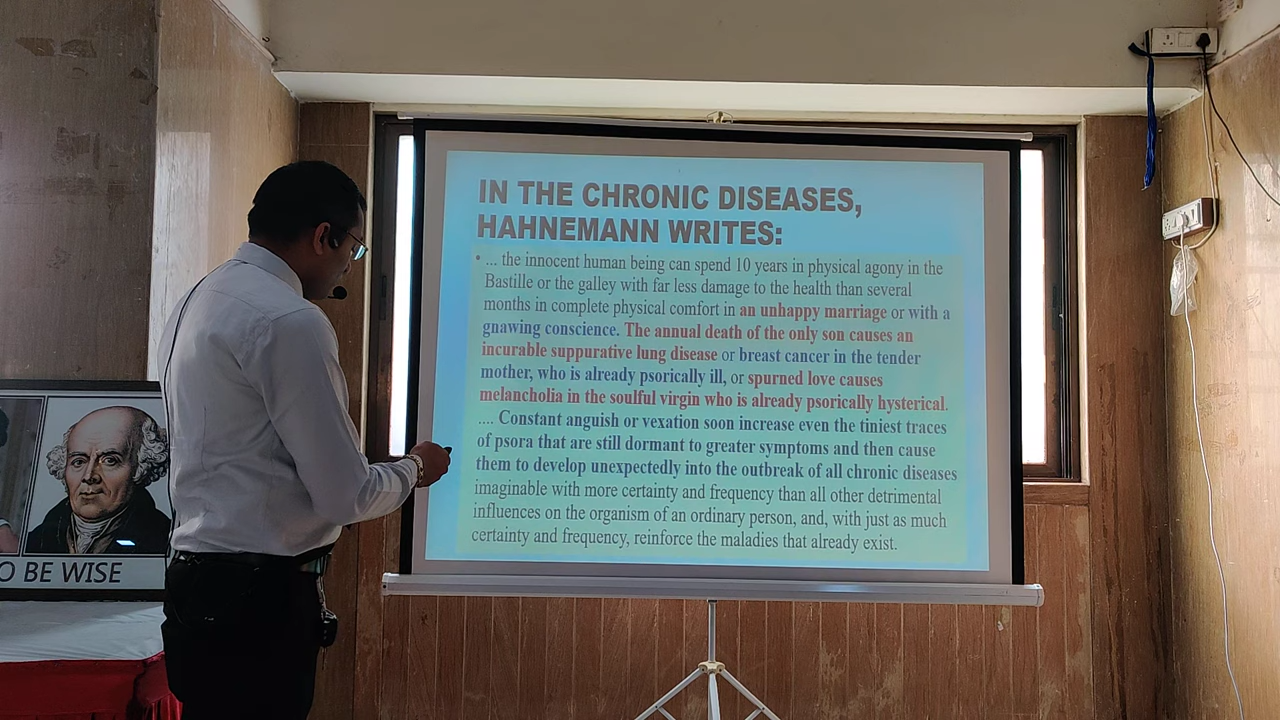 IN THE CHRONIC DISEASES,
HAHNEMANN WRITES:
• ... the innocent human being can spend 10 years in physical agony in the
Bastille or the galley with far less damage to the health than several
months in complete physical comfort in an unhappy marriage or with a
gnawing conscience. The annual death of the only son causes an
incurable suppurative lung disease or breast cancer in the tender
mother, who is already psorically ill, or spurned love causes
melancholia in the soulful virgin who is already psorically hysterical.
.... Constant anguish or vexation soon increase even the tiniest traces
of psora that are still dormant to greater symptoms and then cause
them to develop unexpectedly into the outbreak of all chronic diseases
imaginable with more certainty and frequency than all other detrimental
influences on the organism of an ordinary person, and, with just as much
certainty and frequency, reinforce the maladies that already exist.
O BE WISE